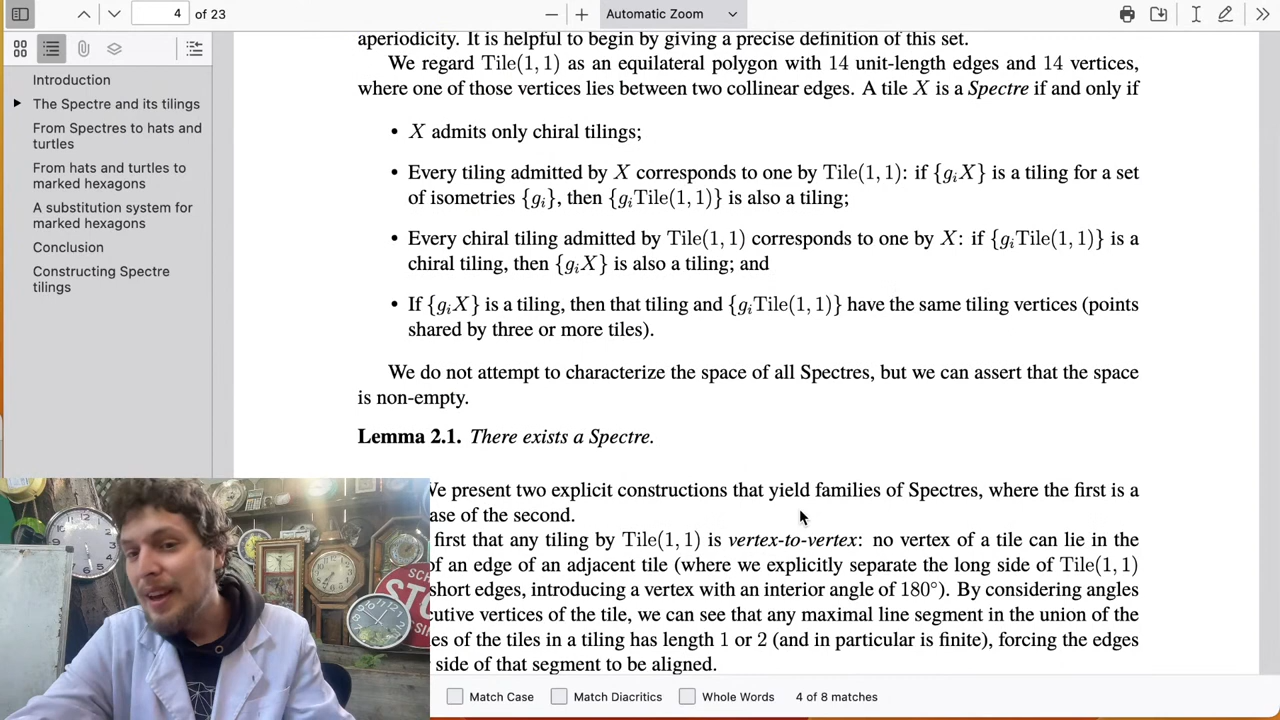 4 of 23
Automatic Zoom
Introduction
The Spectre and its tilings
From Spectres to hats and
turtles
From hats and turtles to
marked hexagons
A substitution system for
marked hexagons
Conclusion
Constructing Spectre
tilings
aperiodicity. It is helpful to begin by giving a precise definition of this set.
We regard Tile(1, 1) as an equilateral polygon with 14 unit-length edges and 14 vertices,
where one of those vertices lies between two collinear edges. A tile X is a Spectre if and only if
• X admits only chiral tilings;
• Every tiling admitted by X corresponds to one by Tile(1, 1): if {gᵢX} is a tiling for a set
of isometries {gᵢ}, then {gᵢTile(1, 1)} is also a tiling;
• Every chiral tiling admitted by Tile(1, 1) corresponds to one by X: if {gᵢTile(1, 1)} is a
chiral tiling, then {gᵢX} is also a tiling; and
• If {gᵢX} is a tiling, then that tiling and {gᵢTile(1, 1)} have the same tiling vertices (points
shared by three or more tiles).
We do not attempt to characterize the space of all Spectres, but we can assert that the space
is non-empty.
Lemma 2.1. There exists a Spectre.
We present two explicit constructions that yield families of Spectres, where the first is a
ase of the second.
first that any tiling by Tile(1, 1) is vertex-to-vertex: no vertex of a tile can lie in the
of an edge of an adjacent tile (where we explicitly separate the long side of Tile(1, 1)
short edges, introducing a vertex with an interior angle of 180°). By considering angles
utive vertices of the tile, we can see that any maximal line segment in the union of the
es of the tiles in a tiling has length 1 or 2 (and in particular is finite), forcing the edges
side of that segment to be aligned.
Match Case Match Diacritics Whole Words 4 of 8 matches